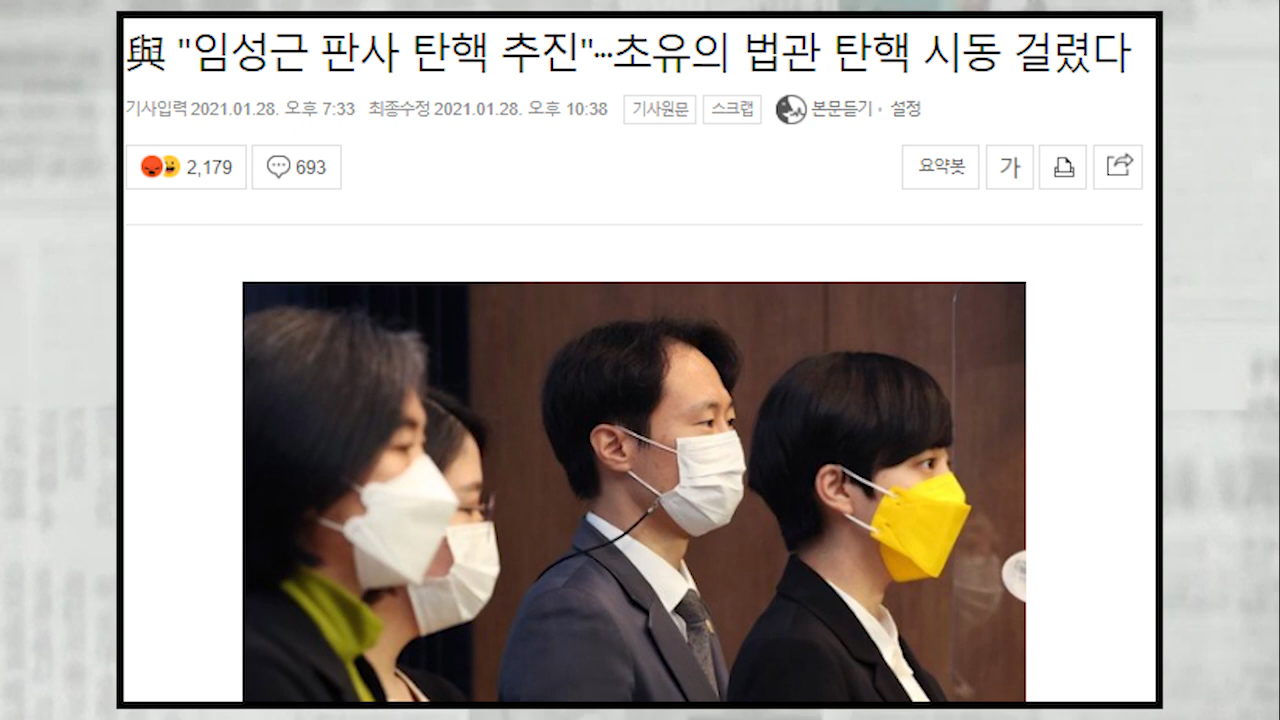 與 "임성근 판사 탄핵 추진"…초유의 법관 탄핵 시동 걸렸다
기사입력 2021.01.28. 오후 7:33 최종수정 2021.01.28. 오후 10:38 기사원문 스크랩 본문듣기 · 설정
2,179 693 요약봇 가